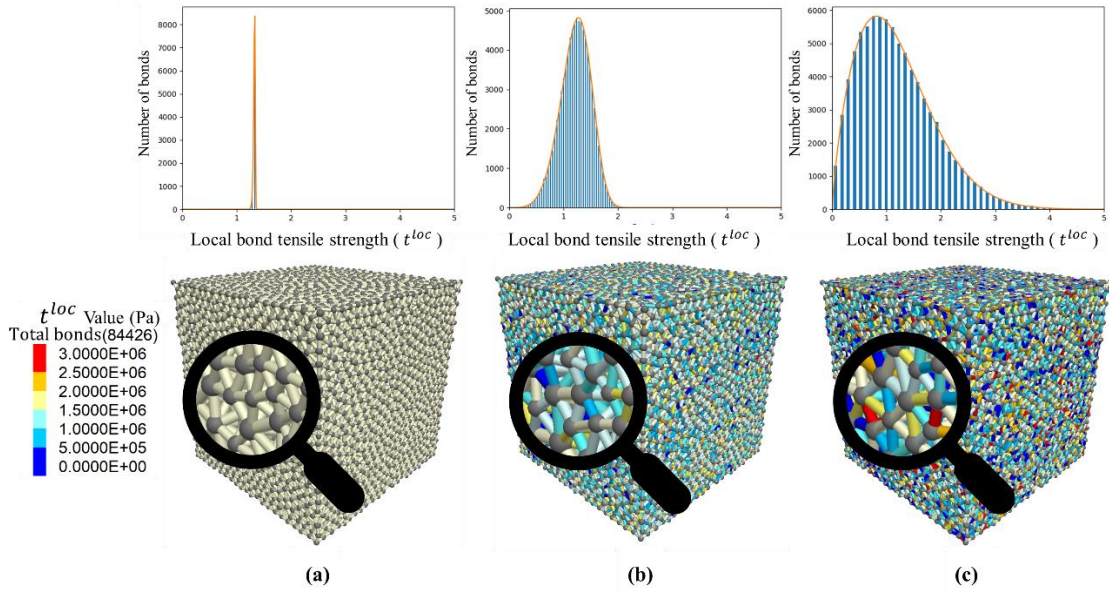 8000
7000
6000
5000
4000
3000
2000
1000
0
Number of bonds
0 1 2 3 4 5
Local bond tensile strength ( t^loc )
5000
4000
3000
2000
1000
0
Number of bonds
0 1 2 3 4 5
Local bond tensile strength ( t^loc )
6000
5000
4000
3000
2000
1000
0
Number of bonds
0 1 2 3 4 5
Local bond tensile strength ( t^loc )
t^loc Value (Pa)
Total bonds(84426)
3.0000E+06
2.5000E+06
2.0000E+06
1.5000E+06
1.0000E+06
5.0000E+05
0.0000E+00
(a)
(b)
(c)